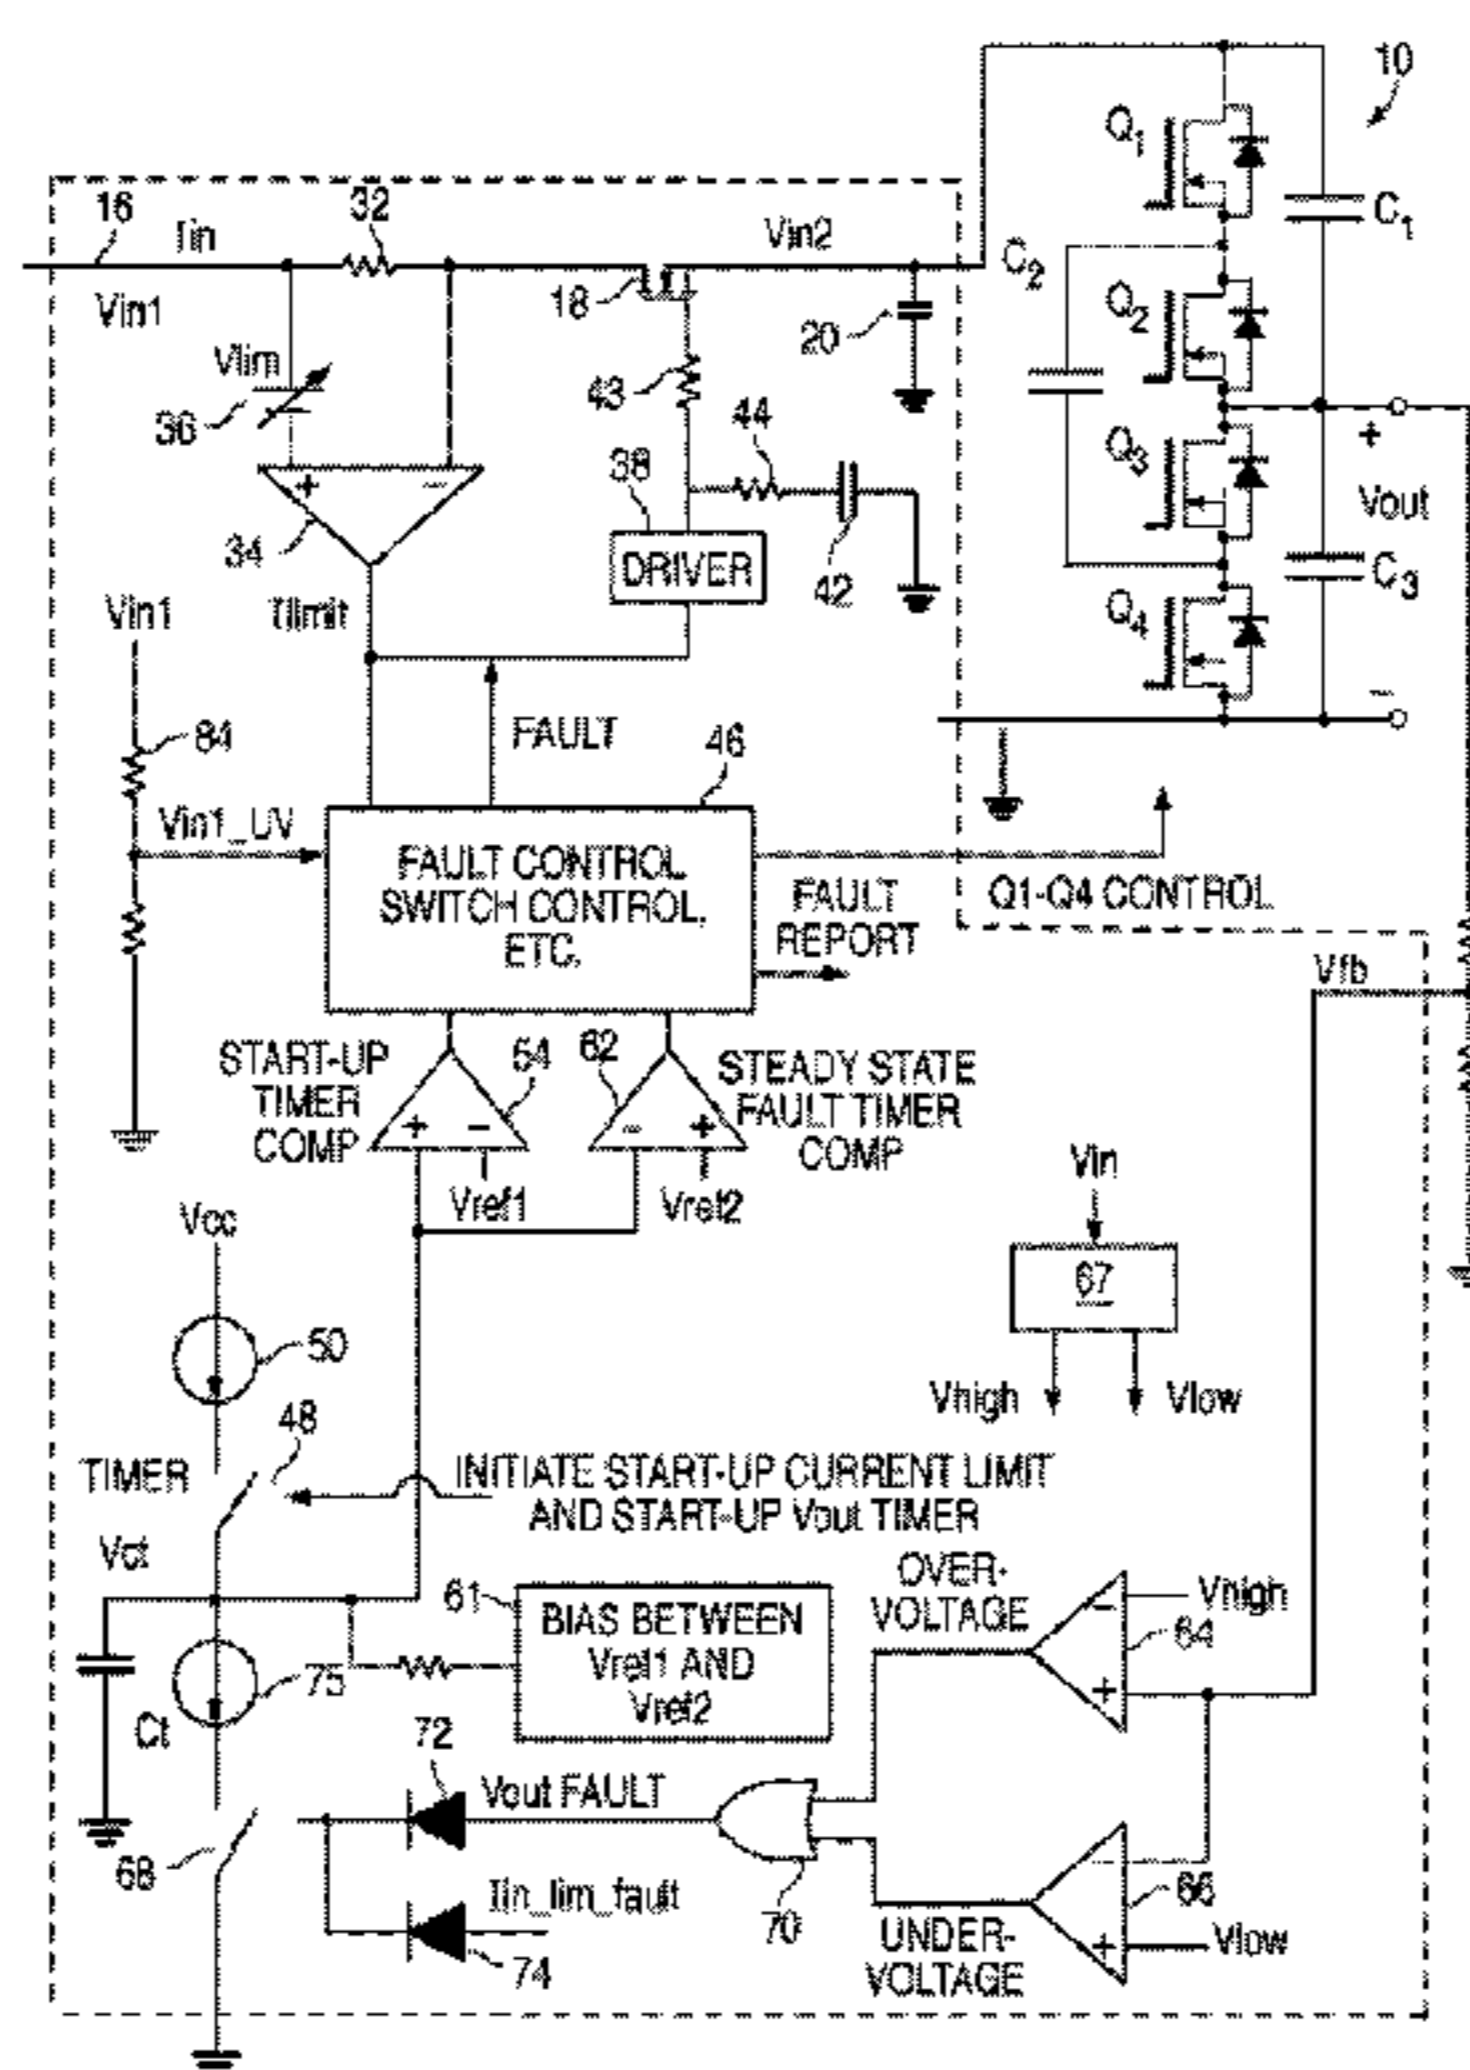 10
Q1
16
Iin
32
Vin2
C1
C2
Vin1
18
Q2
20
Vlim
43
36
44
+
Q3
+ -
38
Vout
34
DRIVER
42
C3
Vin1
Ilimit
Q4
-
84
FAULT
46
Vin1_UV
FAULT CONTROL
SWITCH CONTROL,
ETC.
FAULT
REPORT
Q1-Q4 CONTROL
Vfb
START-UP
TIMER
COMP
54
62
STEADY STATE
FAULT TIMER
COMP
+ -
- +
Vref1
Vref2
Vin
Vcc
67
50
Vhigh
Vlow
48
TIMER
INITIATE START-UP CURRENT LIMIT
AND START-UP Vout TIMER
Vct
OVER-
VOLTAGE
61
BIAS BETWEEN
Vref1 AND
Vref2
-
Vhigh
64
75
+
Ct
72
Vout FAULT
68
Iin_lim_fault
70
66
74
UNDER-
VOLTAGE
+
Vlow